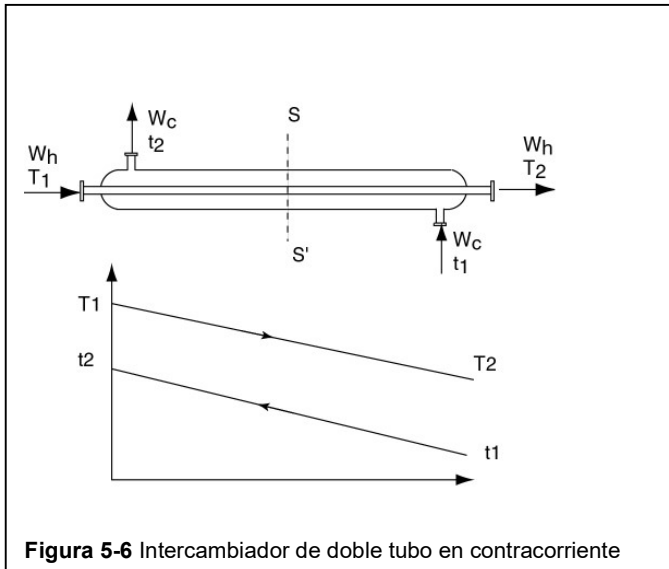 Wc
t2
S
Wh
T1
Wh
T2
S'
Wc
t1
T1
t2
T2
t1
Figura 5-6 Intercambiador de doble tubo en contracorriente